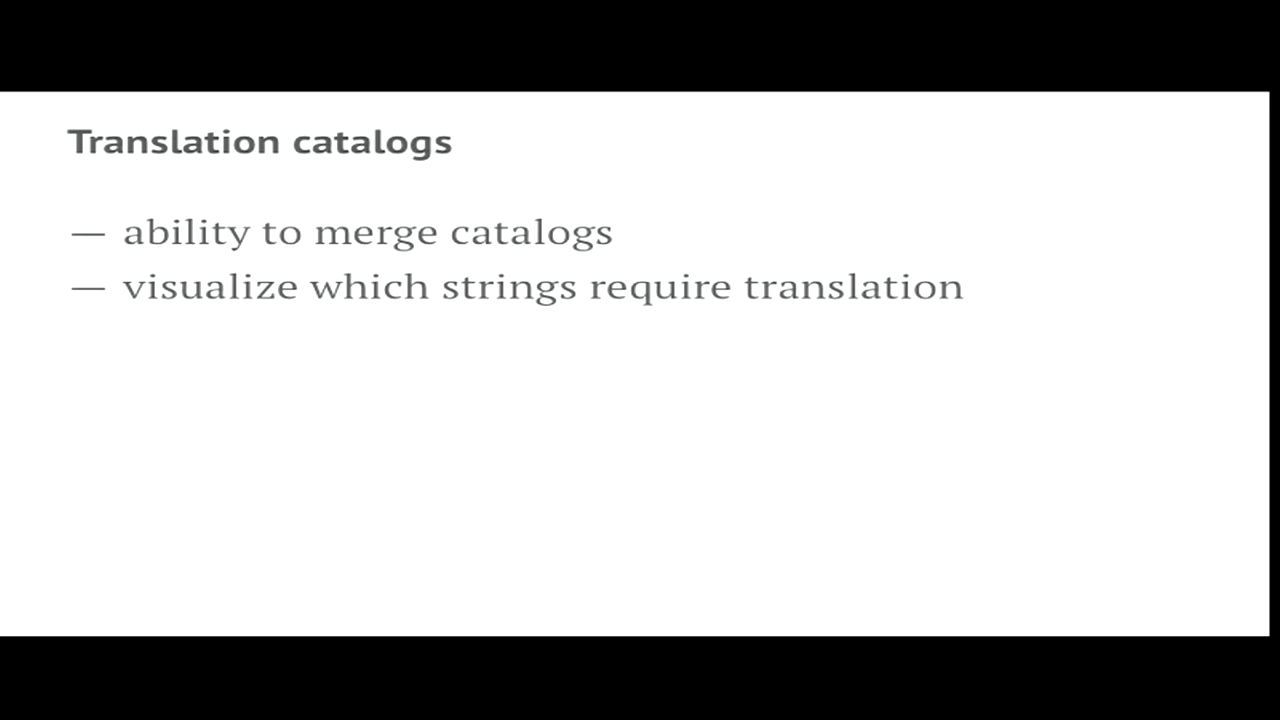 Translation catalogs
— ability to merge catalogs
— visualize which strings require translation